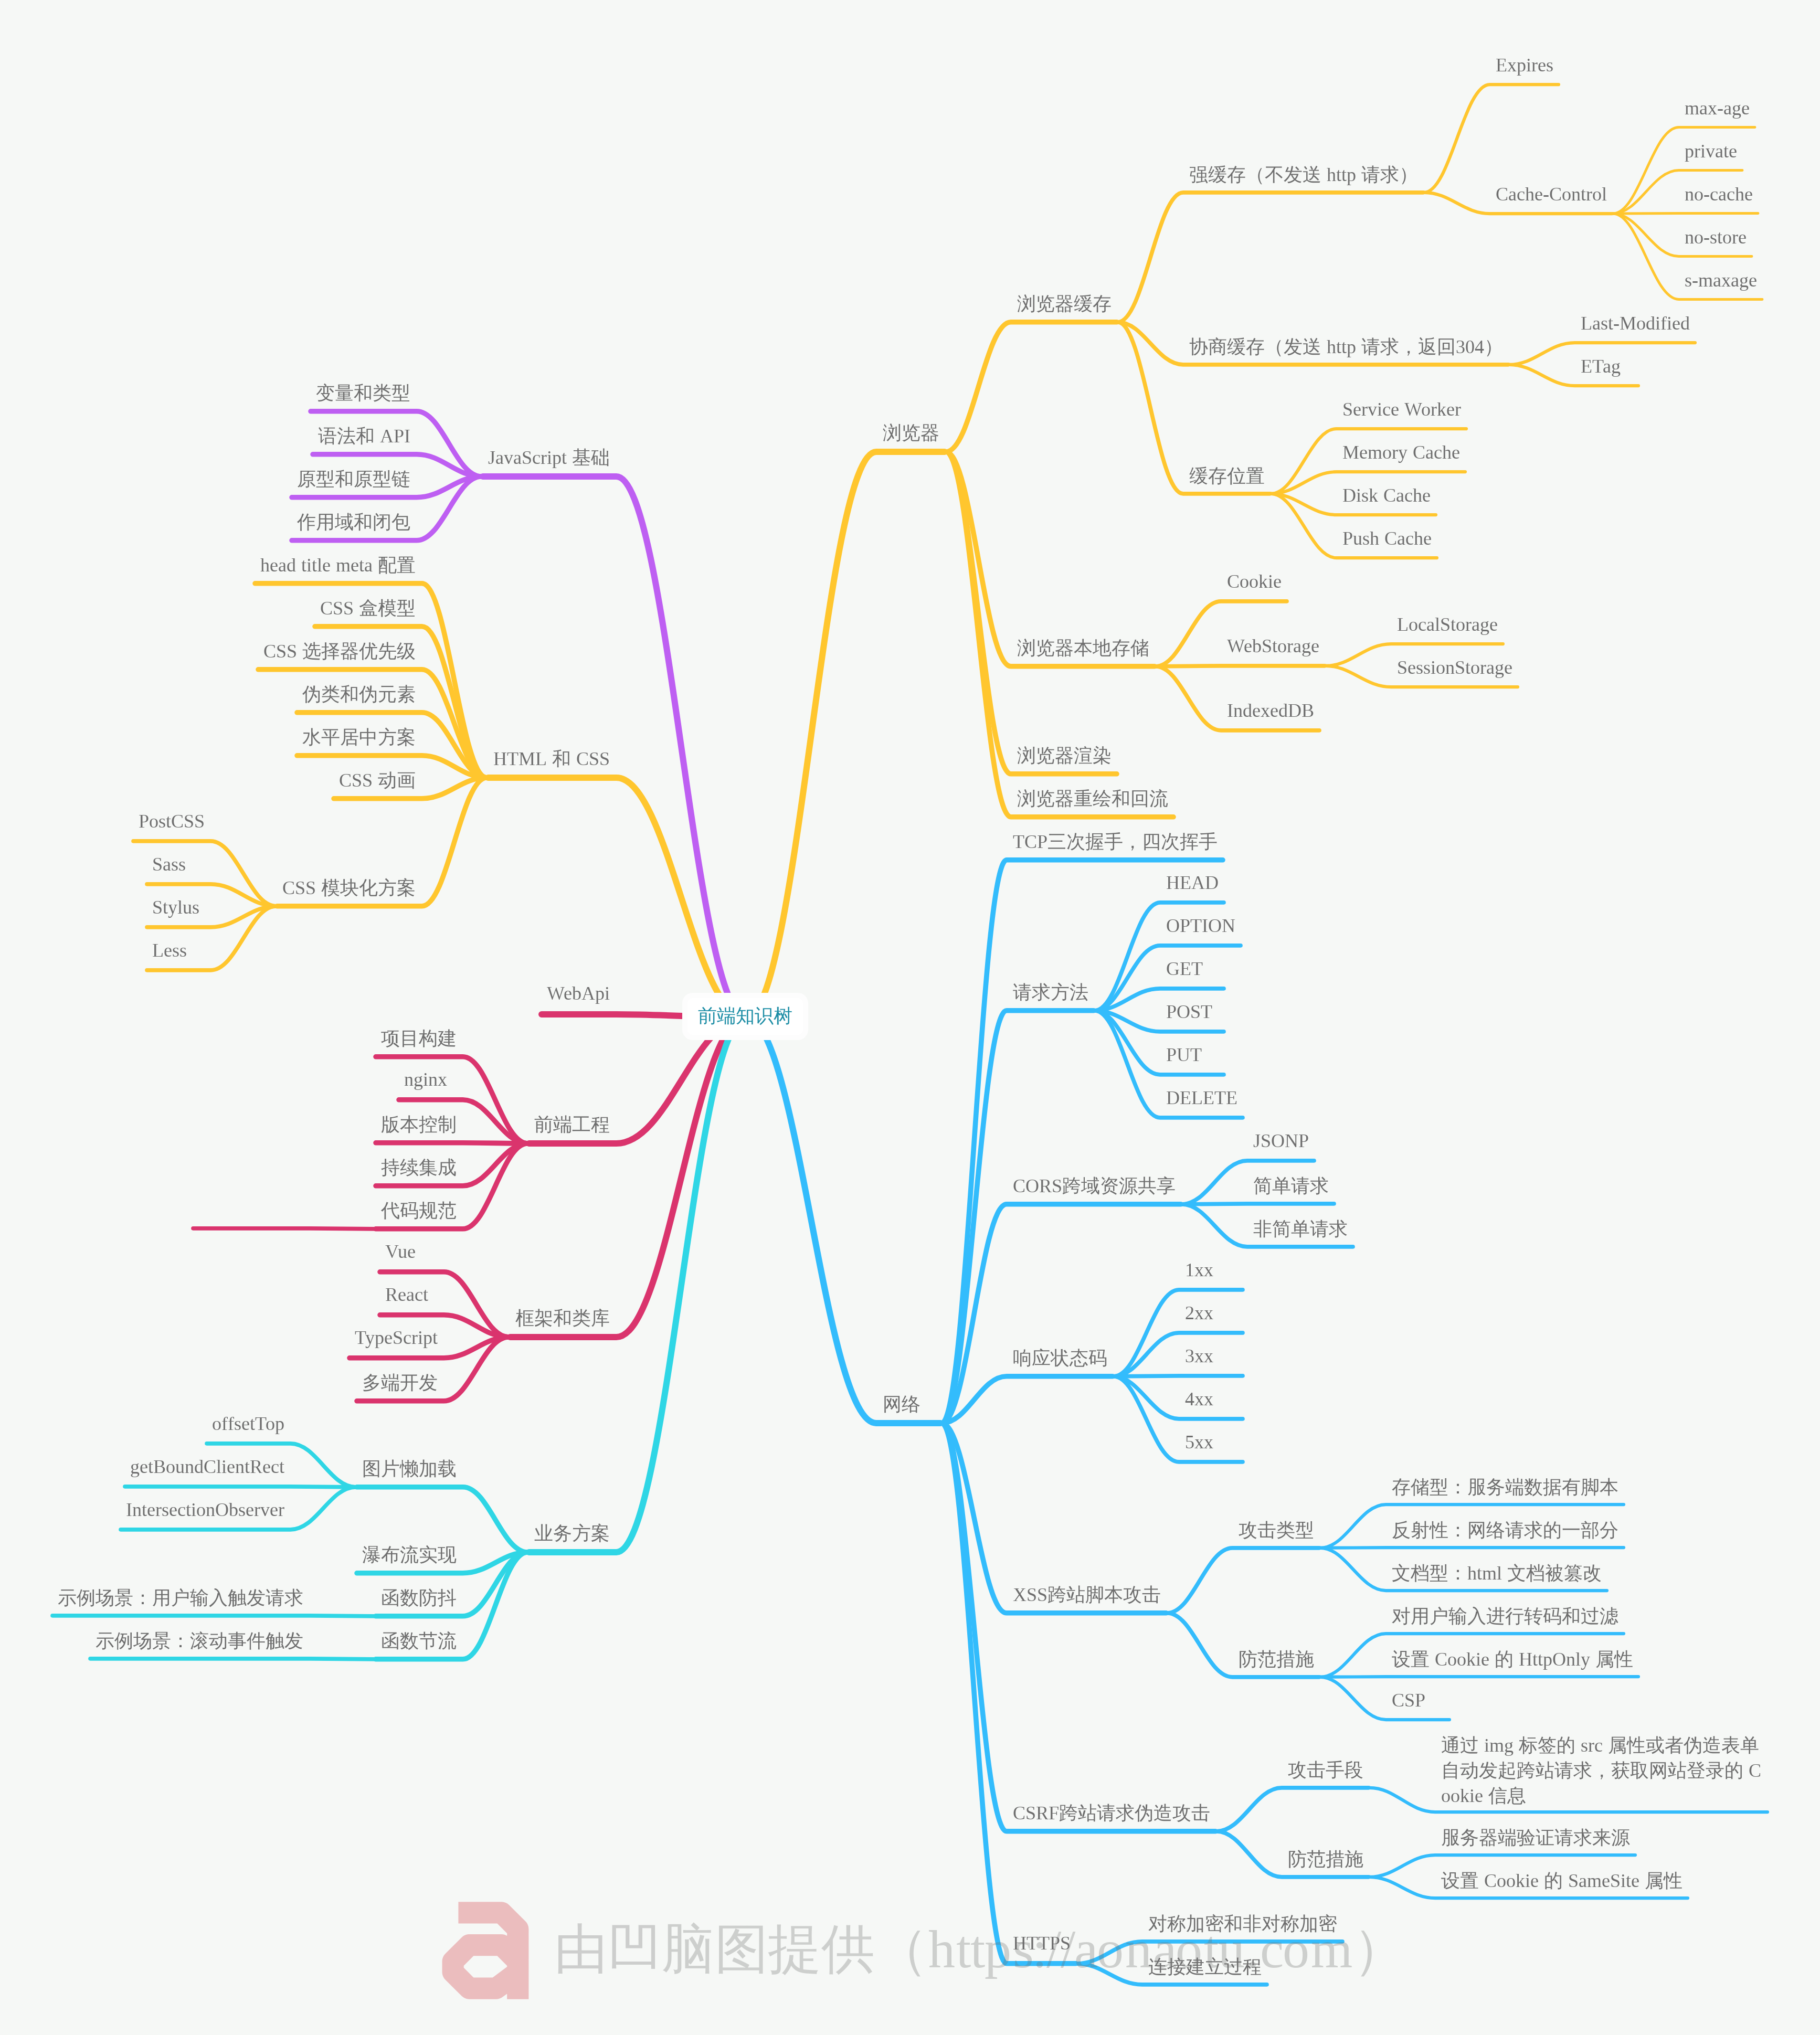 前端知识树
浏览器
浏览器缓存
强缓存（不发送 http 请求）
Expires
Cache-Control
max-age
private
no-cache
no-store
s-maxage
协商缓存（发送 http 请求，返回304）
Last-Modified
ETag
缓存位置
Service Worker
Memory Cache
Disk Cache
Push Cache
浏览器本地存储
Cookie
WebStorage
LocalStorage
SessionStorage
IndexedDB
浏览器渲染
浏览器重绘和回流
网络
TCP三次握手，四次挥手
请求方法
HEAD
OPTION
GET
POST
PUT
DELETE
CORS跨域资源共享
JSONP
简单请求
非简单请求
响应状态码
1xx
2xx
3xx
4xx
5xx
XSS跨站脚本攻击
攻击类型
存储型：服务端数据有脚本
反射性：网络请求的一部分
文档型：html 文档被篡改
防范措施
对用户输入进行转码和过滤
设置 Cookie 的 HttpOnly 属性
CSP
CSRF跨站请求伪造攻击
攻击手段
通过 img 标签的 src 属性或者伪造表单
自动发起跨站请求，获取网站登录的 C
ookie 信息
防范措施
服务器端验证请求来源
设置 Cookie 的 SameSite 属性
HTTPS
对称加密和非对称加密
连接建立过程
JavaScript 基础
变量和类型
语法和 API
原型和原型链
作用域和闭包
HTML 和 CSS
head title meta 配置
CSS 盒模型
CSS 选择器优先级
伪类和伪元素
水平居中方案
CSS 动画
CSS 模块化方案
PostCSS
Sass
Stylus
Less
WebApi
前端工程
项目构建
nginx
版本控制
持续集成
代码规范
框架和类库
Vue
React
TypeScript
多端开发
业务方案
图片懒加载
offsetTop
getBoundClientRect
IntersectionObserver
瀑布流实现
函数防抖
示例场景：用户输入触发请求
函数节流
示例场景：滚动事件触发
由凹脑图提供（https://aonaotu.com）